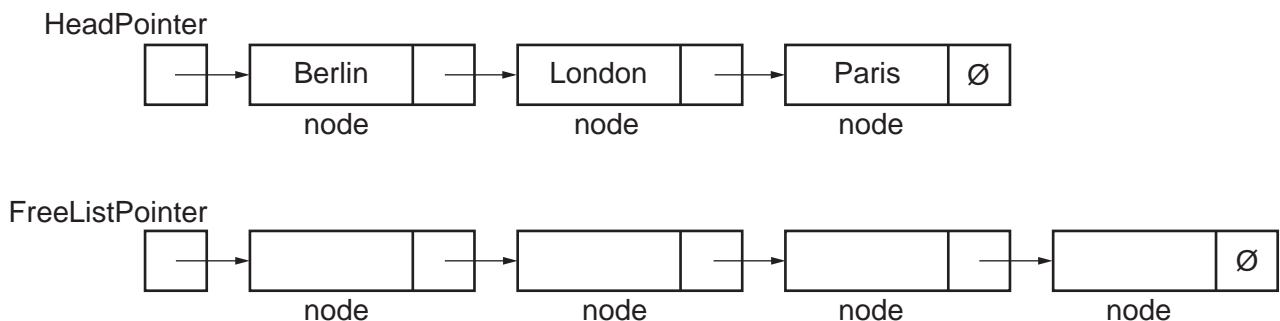 HeadPointer
Berlin London Paris Ø
node node node
FreeListPointer
Ø
node node node node